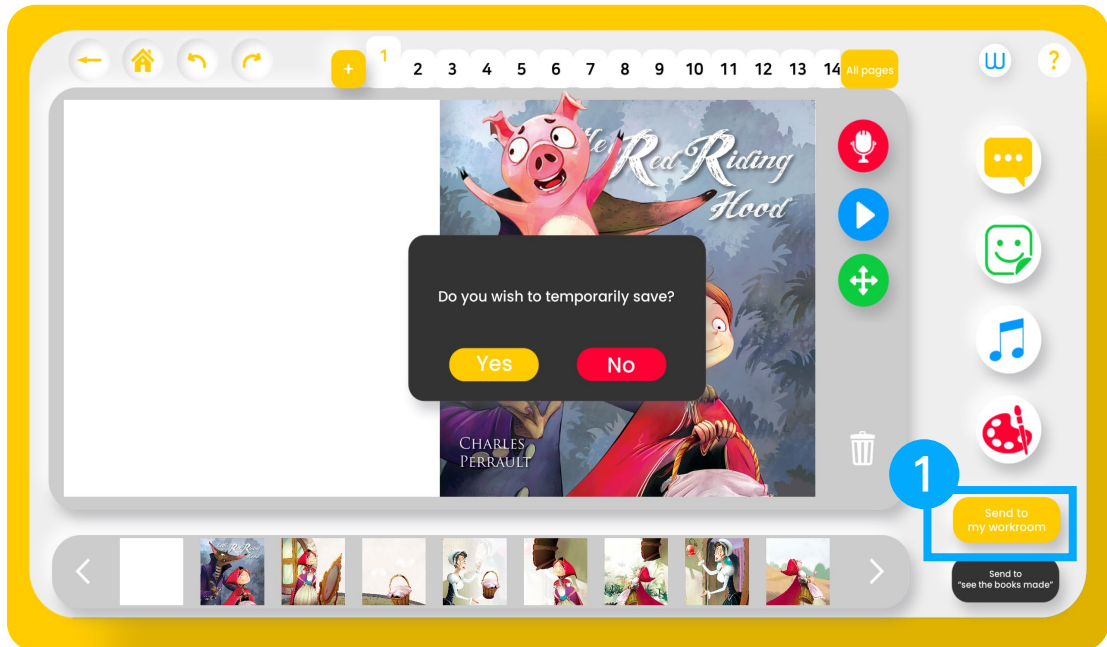 + 1 2 3 4 5 6 7 8 9 10 11 12 13 14 All pages
W ?
Red Riding
Hood
Do you wish to temporarily save?
Yes No
CHARLES
PERRAULT
1
Send to
my workroom
Send to
"see the books made"